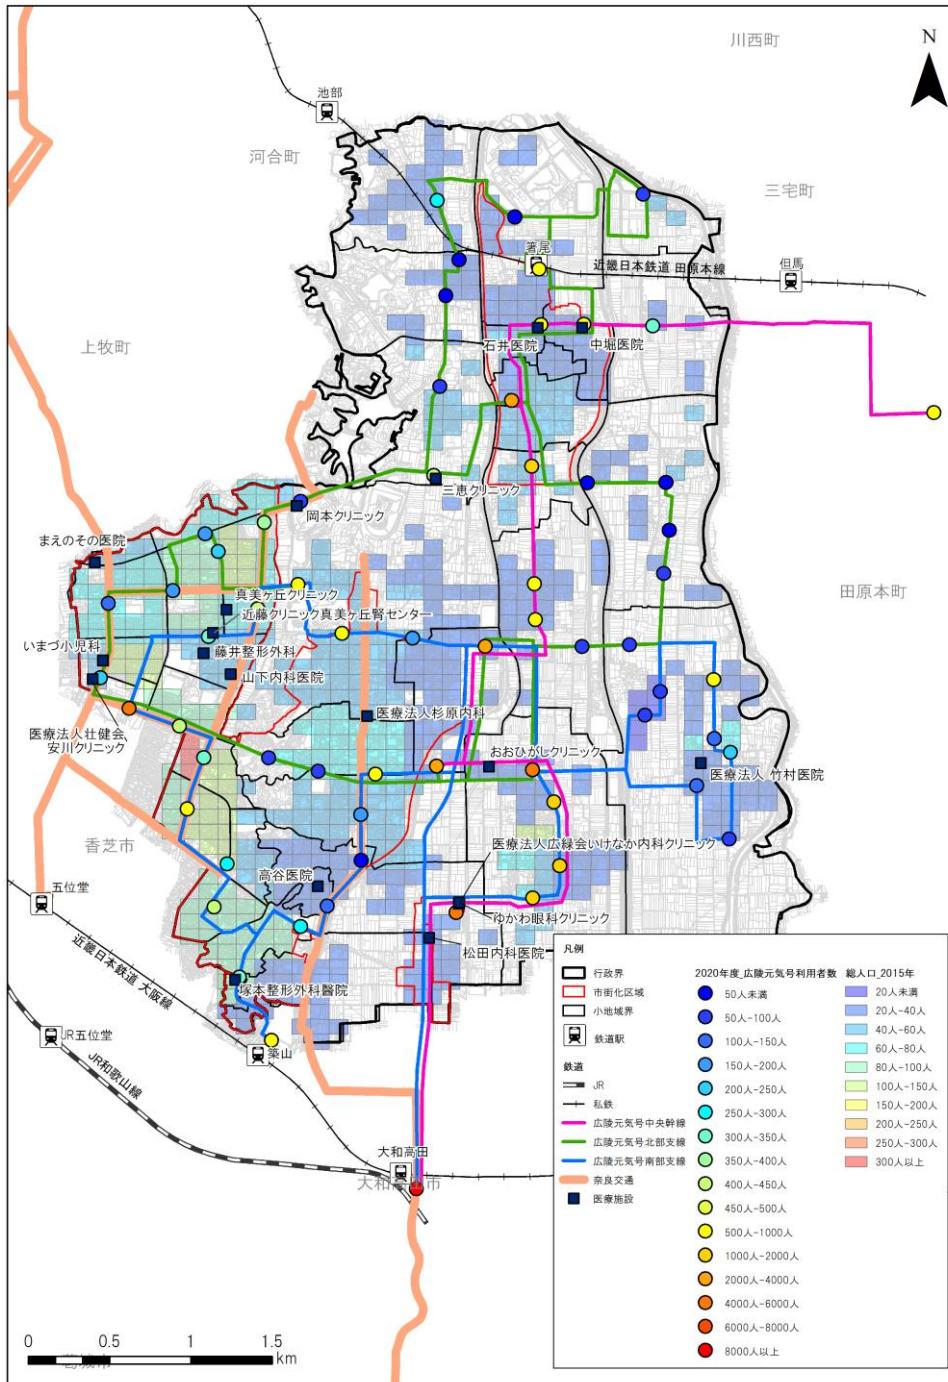 川西町
N
池部
河合町
三宅町
箸尾
近畿日本鉄道 田原本線
但馬
上牧町
石井医院
中堀医院
三恵クリニック
岡本クリニック
まえのその医院
田原本町
真美ヶ丘クリニック
近藤クリニック真美ヶ丘腎センター
いまづ小児科
藤井整形外科
山下内科医院
医療法人杉原内科
医療法人壮健会
安川クリニック
おおひがしクリニック
医療法人 竹村医院
香芝市
医療法人広緑会いけなか内科クリニック
高谷医院
五位堂
ゆかわ眼科クリニック
松田内科医院
近畿日本鉄道 大阪線
塚本整形外科醫院
JR五位堂
築山
JR和歌山線
大和高田
大和高田市
凡例
行政界
市街化区域
小地域界
鉄道駅
鉄道
JR
私鉄
広陵元気号中央幹線
広陵元気号北部支線
広陵元気号南部支線
奈良交通
医療施設
2020年度_広陵元気号利用者数
50人未満
50人-100人
100人-150人
150人-200人
200人-250人
250人-300人
300人-350人
350人-400人
400人-450人
450人-500人
500人-1000人
1000人-2000人
2000人-4000人
4000人-6000人
6000人-8000人
8000人以上
総人口_2015年
20人未満
20人-40人
40人-60人
60人-80人
80人-100人
100人-150人
150人-200人
200人-250人
250人-300人
300人以上
0 0.5 1 1.5
km
葛城市